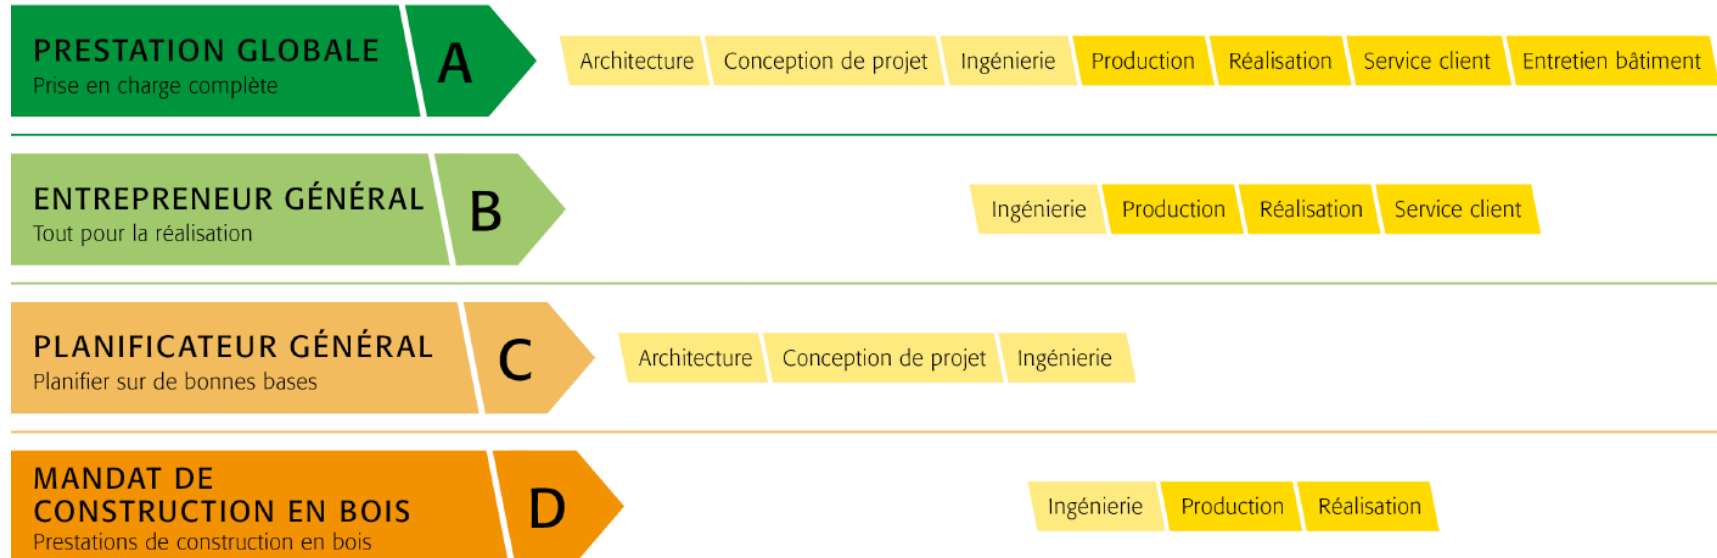 PRESTATION GLOBALE
Prise en charge complète
A
Architecture Conception de projet Ingénierie Production Réalisation Service client Entretien bâtiment
ENTREPRENEUR GÉNÉRAL
Tout pour la réalisation
B
Ingénierie Production Réalisation Service client
PLANIFICATEUR GÉNÉRAL
Planifier sur de bonnes bases
C
Architecture Conception de projet Ingénierie
MANDAT DE
CONSTRUCTION EN BOIS
Prestations de construction en bois
D
Ingénierie Production Réalisation